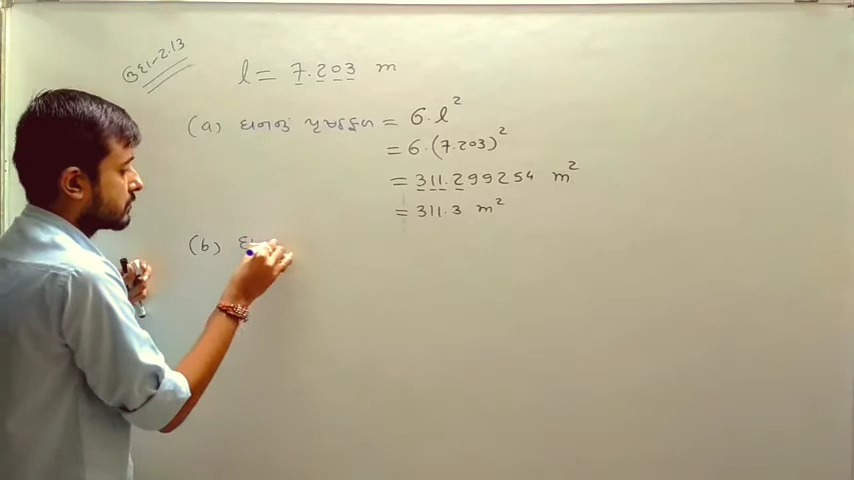 ઉદા-2.13
l = 7.203 m
(a) ઘનનું પૃષ્ઠફળ = 6·l²
= 6·(7.203)²
= 311.299254 m²
= 311.3 m²
(b) ઘ